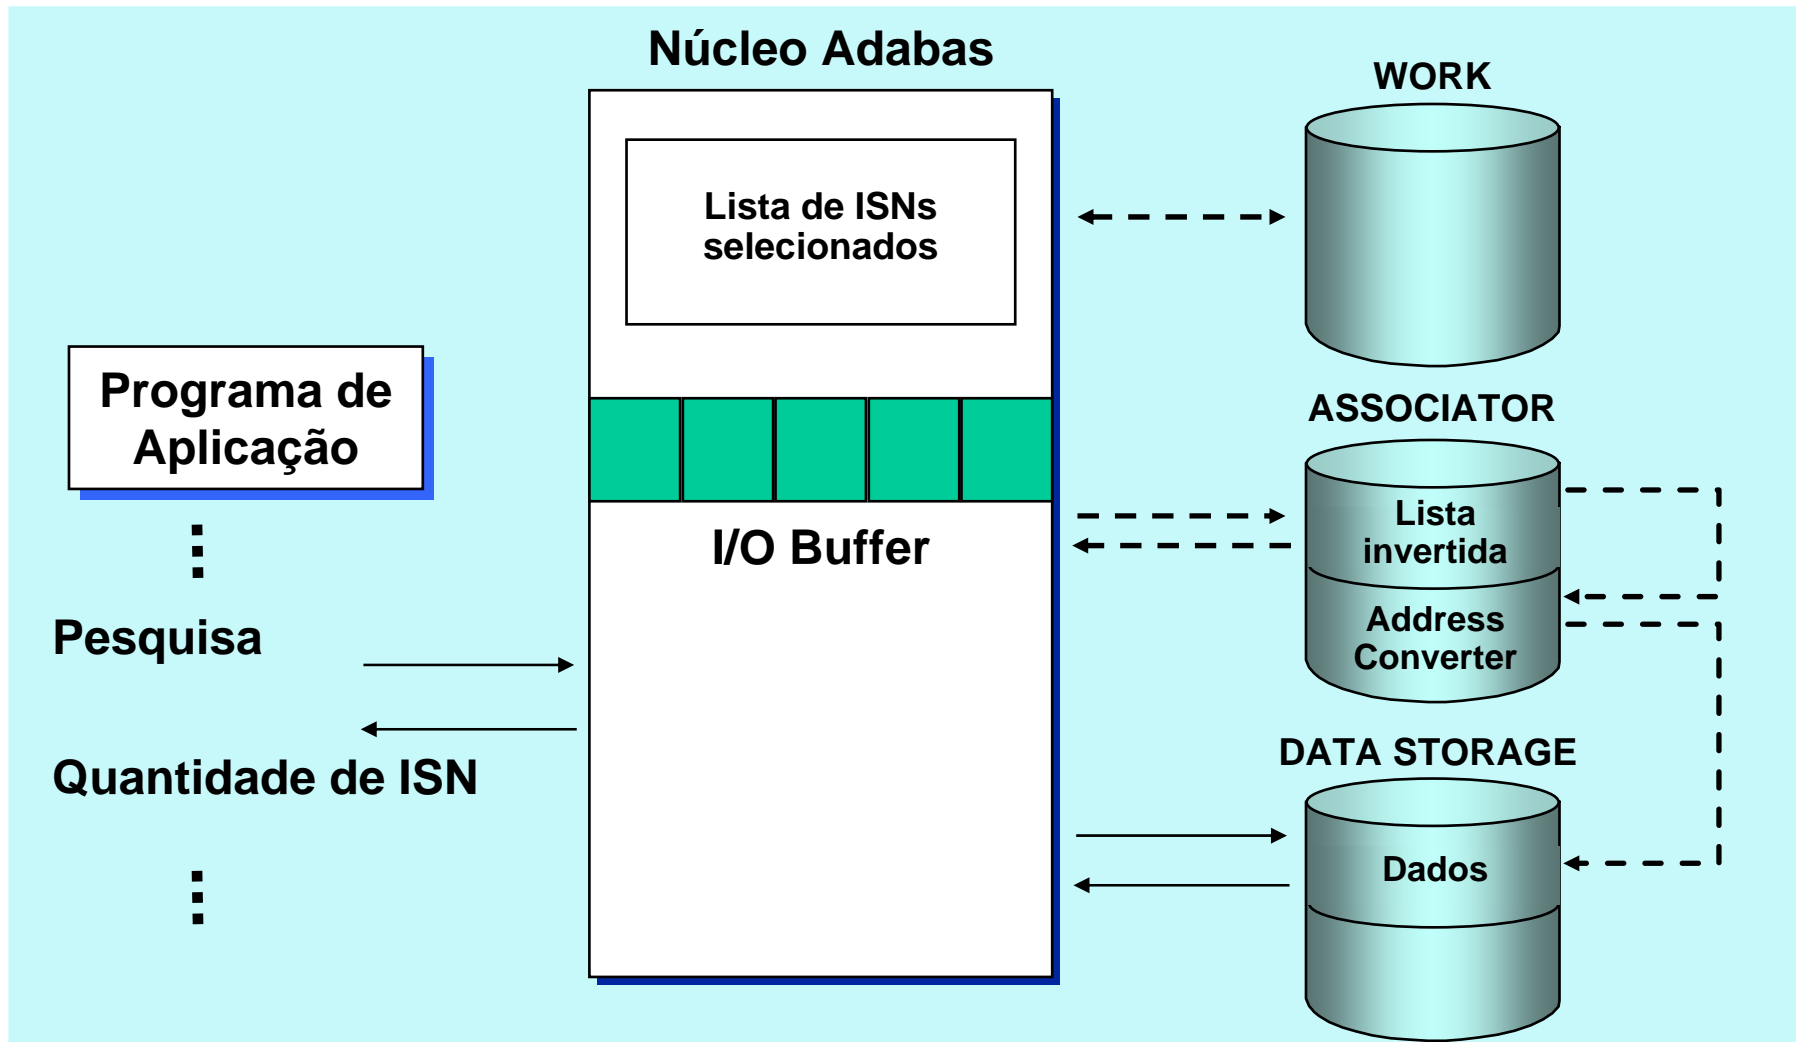 Núcleo Adabas
WORK
Lista de ISNs
selecionados
Programa de
Aplicação
ASSOCIATOR
Lista
invertida
I/O Buffer
Address
Converter
Pesquisa
Quantidade de ISN
DATA STORAGE
Dados